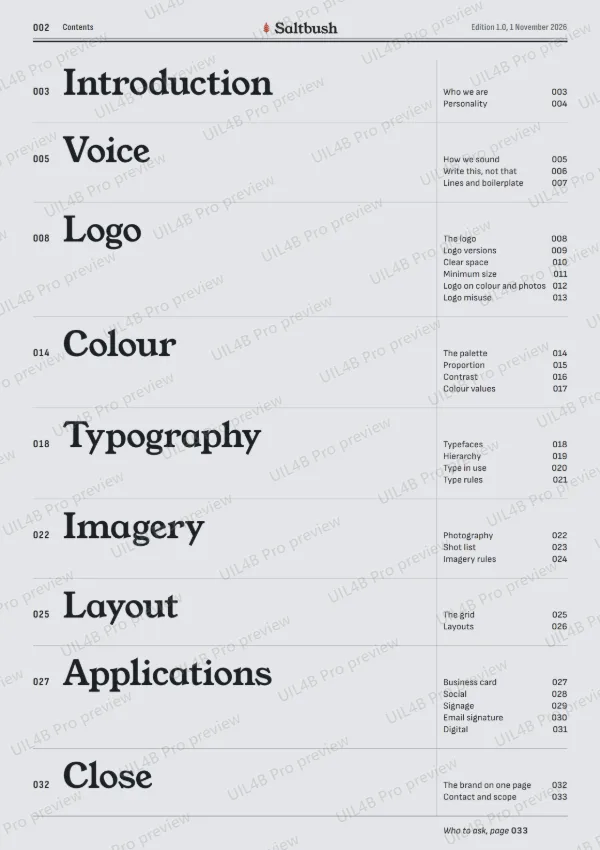 002 Contents Saltbush Edition 1.0, 1 November 2026
003 Introduction
Who we are 003
Personality 004
005 Voice
How we sound 005
Write this, not that 006
Lines and boilerplate 007
008 Logo
The logo 008
Logo versions 009
Clear space 010
Minimum size 011
Logo on colour and photos 012
Logo misuse 013
014 Colour
The palette 014
Proportion 015
Contrast 016
Colour values 017
018 Typography
Typefaces 018
Hierarchy 019
Type in use 020
Type rules 021
022 Imagery
Photography 022
Shot list 023
Imagery rules 024
025 Layout
The grid 025
Layouts 026
027 Applications
Business card 027
Social 028
Signage 029
Email signature 030
Digital 031
032 Close
The brand on one page 032
Contact and scope 033
Who to ask, page 033
UIL4B Pro preview